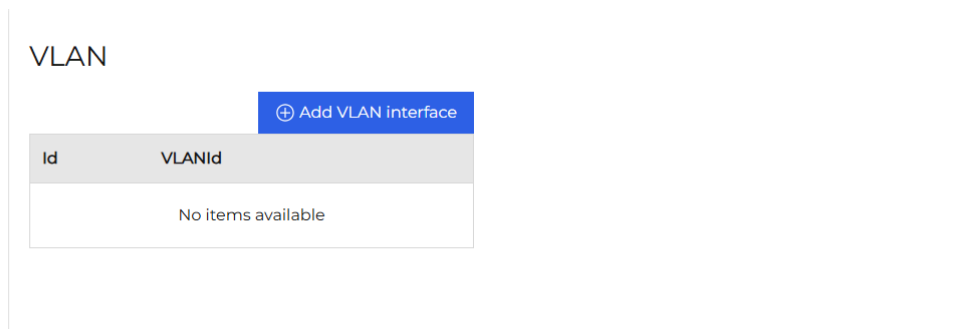 VLAN
Add VLAN interface
Id VLANId
No items available